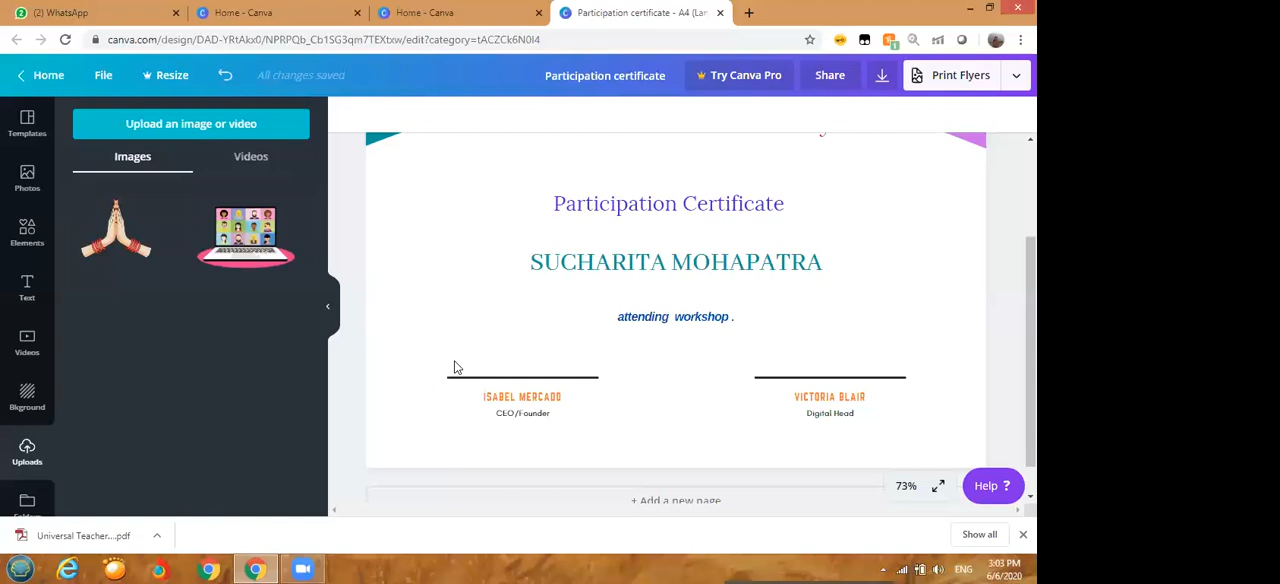 (2) WhatsApp
Home - Canva
Home - Canva
Participation certificate - A4 (Lan
canva.com/design/DAD-YRtAkx0/NPRPQb_Cb1SG3qm7TEXtxw/edit?category=tACZCk6N0I4
Home
File
Resize
All changes saved
Participation certificate
Try Canva Pro
Share
Print Flyers
Templates
Photos
Elements
Text
Videos
Bkground
Uploads
Upload an image or video
Images
Videos
Participation Certificate
SUCHARITA MOHAPATRA
attending workshop .
ISABEL MERCADO
CEO/Founder
VICTORIA BLAIR
Digital Head
+ Add a new page
73%
Help ?
Universal Teacher....pdf
Show all
ENG
3:03 PM
6/6/2020